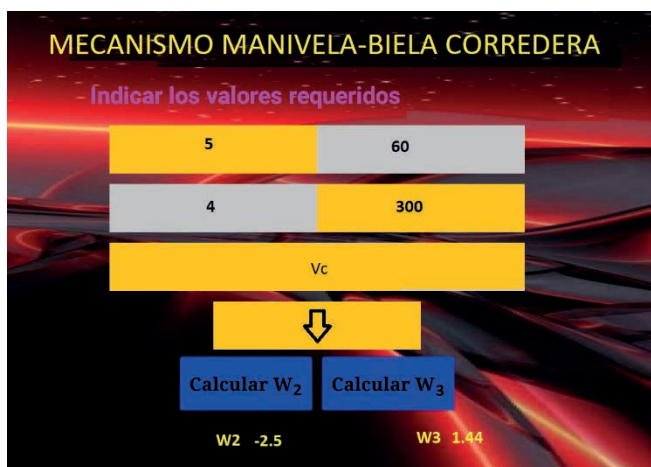 MECANISMO MANIVELA-BIELA CORREDERA
Indicar los valores requeridos
5 60
4 300
Vc
Calcular W₂ Calcular W₃
W2 -2.5 W3 1.44